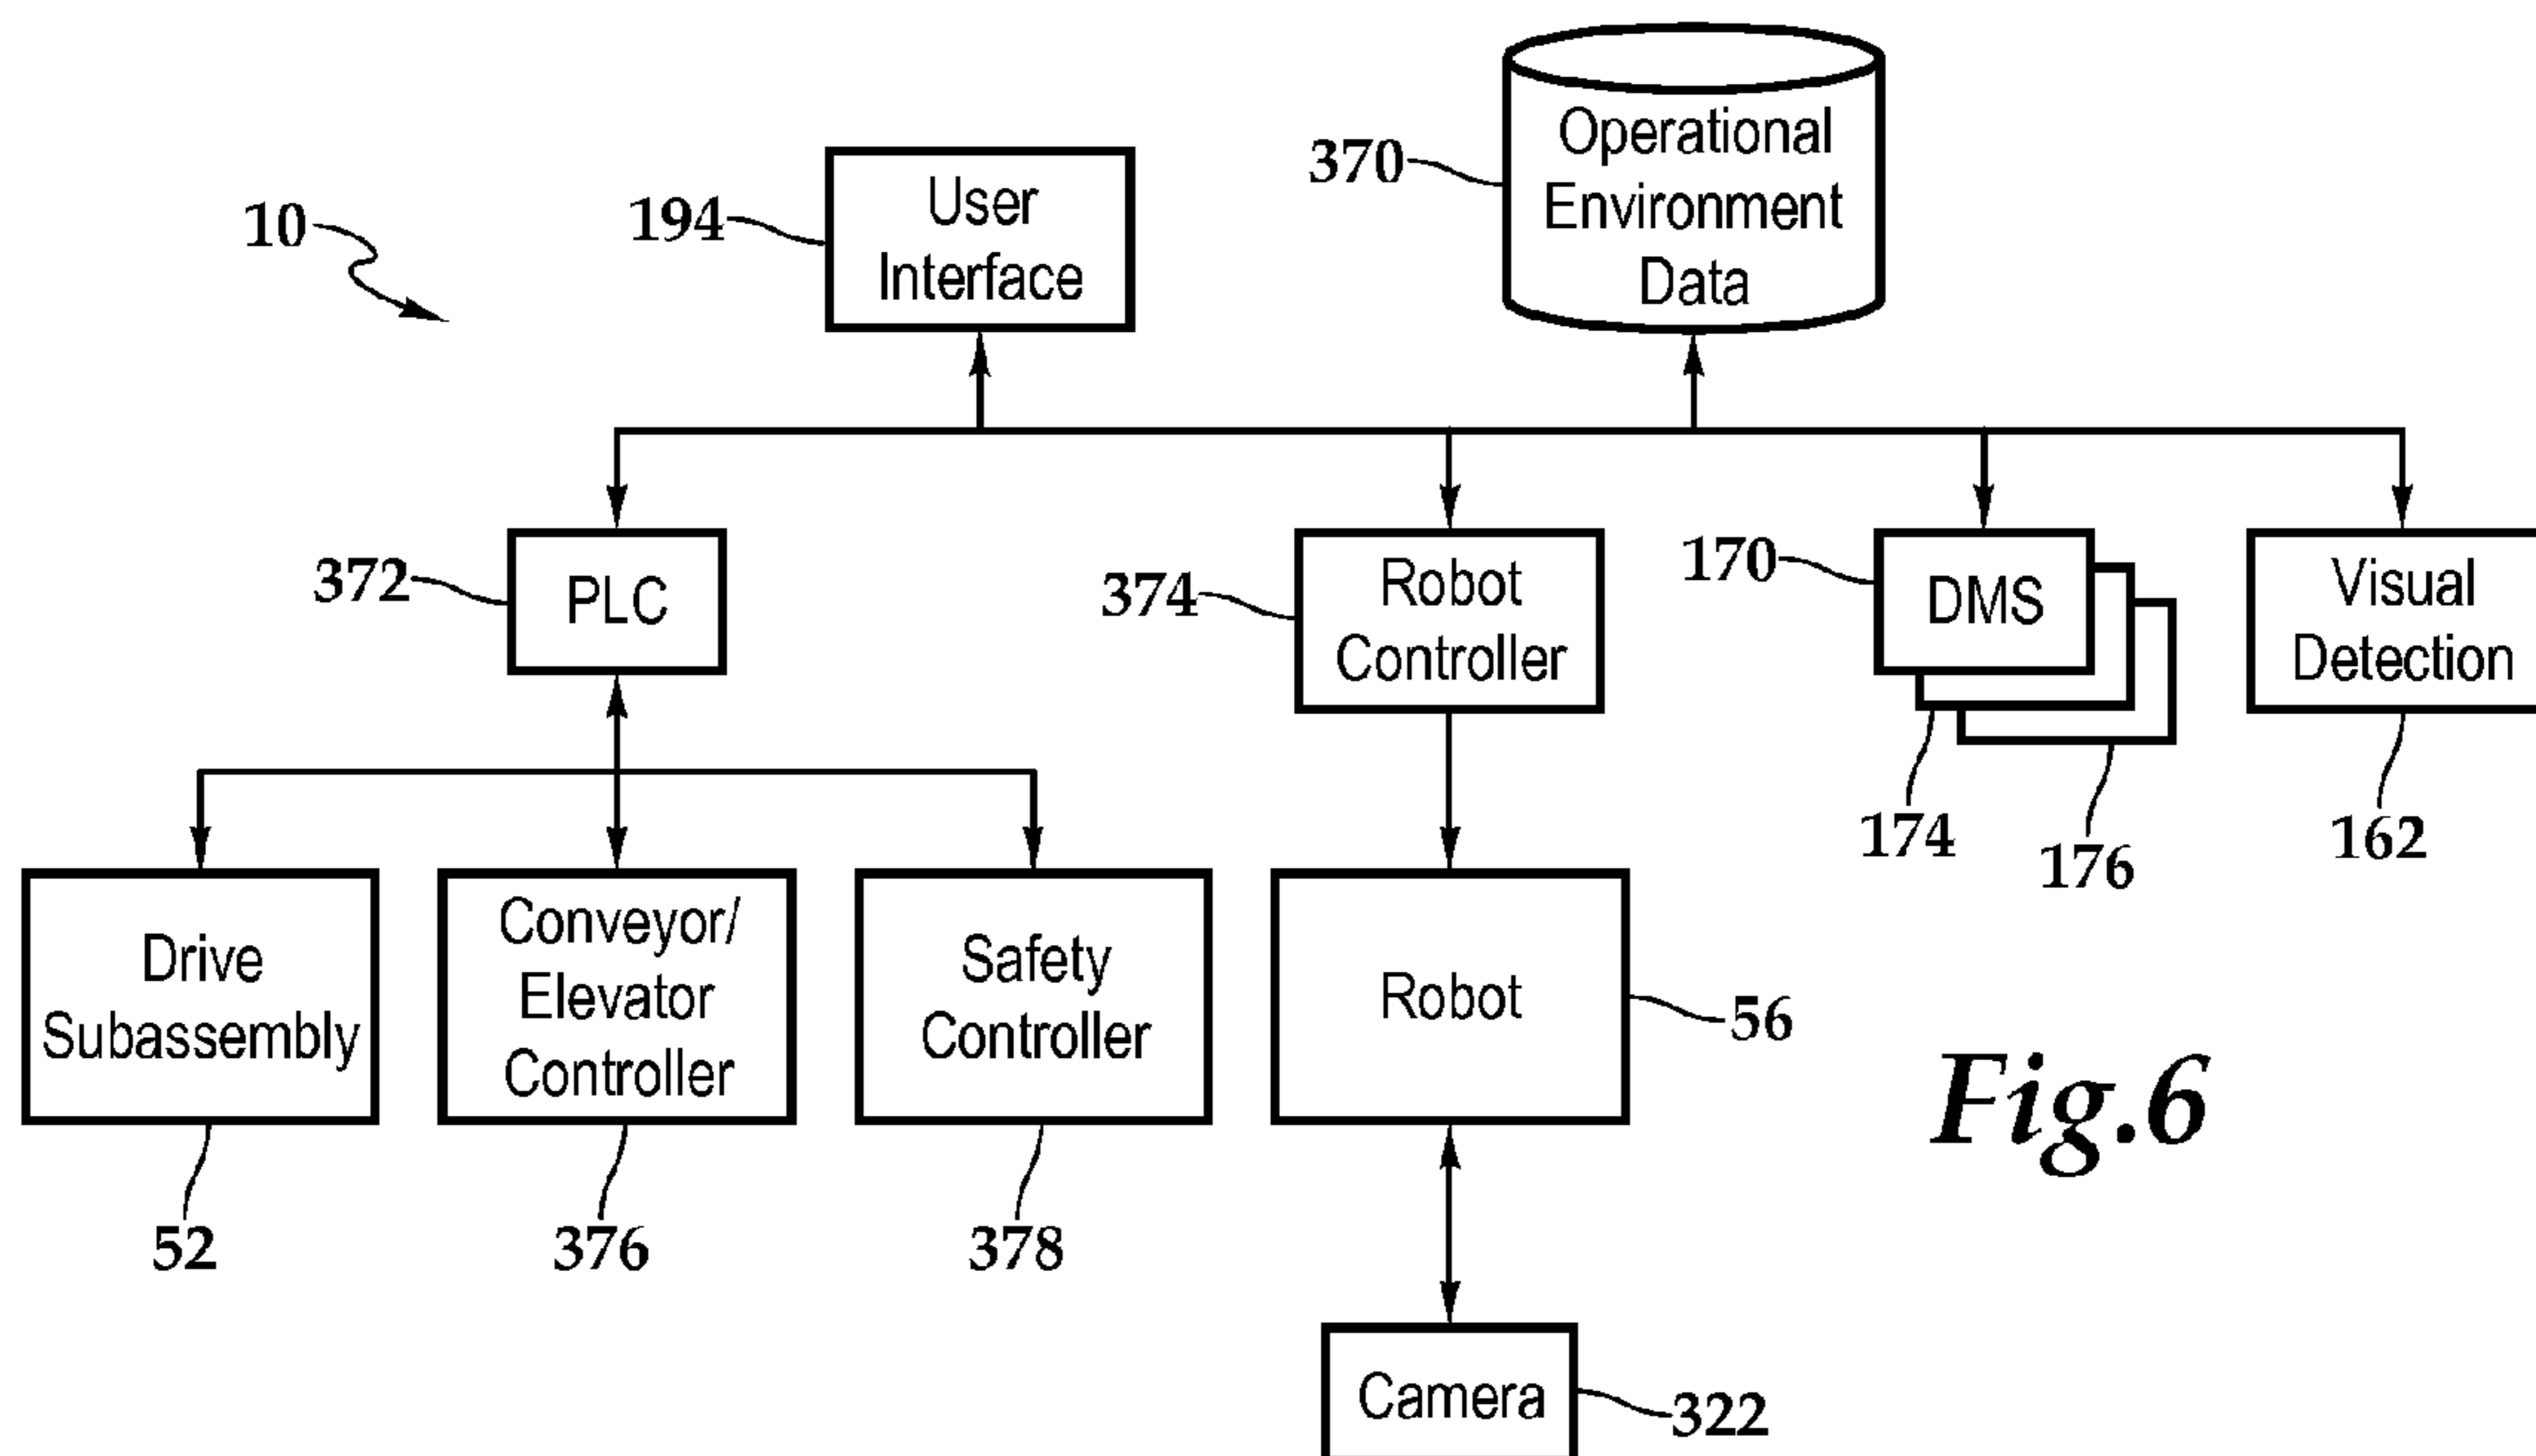 10
194
User
Interface
370
Operational
Environment
Data
372
PLC
374
Robot
Controller
170
DMS
174
176
Visual
Detection
162
Drive
Subassembly
52
Conveyor/
Elevator
Controller
376
Safety
Controller
378
Robot
56
Camera
322
Fig.6